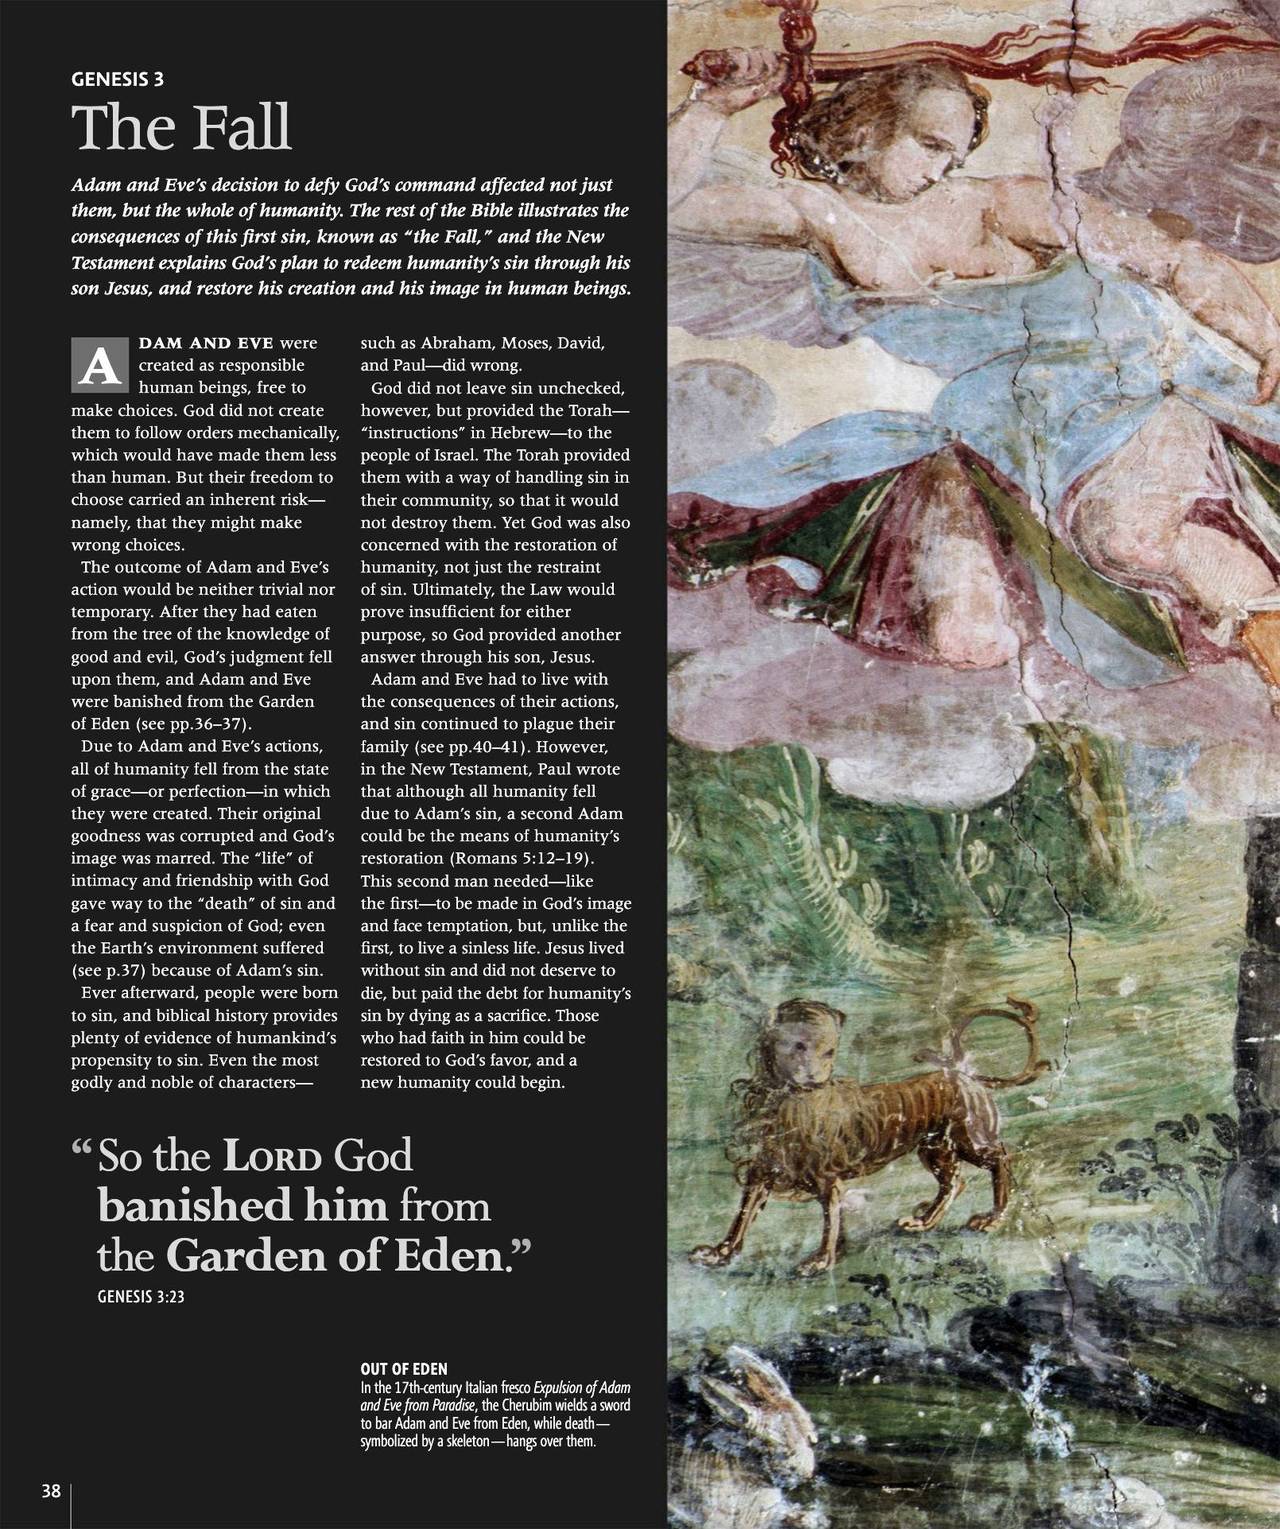 GENESIS 3
The Fall
Adam and Eve's decision to defy God's command affected not just
them, but the whole of humanity. The rest of the Bible illustrates the
consequences of this first sin, known as "the Fall," and the New
Testament explains God's plan to redeem humanity's sin through his
son Jesus, and restore his creation and his image in human beings.
ADAM AND EVE were
created as responsible
human beings, free to
make choices. God did not create
them to follow orders mechanically,
which would have made them less
than human. But their freedom to
choose carried an inherent risk—
namely, that they might make
wrong choices.
The outcome of Adam and Eve's
action would be neither trivial nor
temporary. After they had eaten
from the tree of the knowledge of
good and evil, God's judgment fell
upon them, and Adam and Eve
were banished from the Garden
of Eden (see pp.36–37).
Due to Adam and Eve's actions,
all of humanity fell from the state
of grace—or perfection—in which
they were created. Their original
goodness was corrupted and God's
image was marred. The "life" of
intimacy and friendship with God
gave way to the "death" of sin and
a fear and suspicion of God; even
the Earth's environment suffered
(see p.37) because of Adam's sin.
Ever afterward, people were born
to sin, and biblical history provides
plenty of evidence of humankind's
propensity to sin. Even the most
godly and noble of characters—
such as Abraham, Moses, David,
and Paul—did wrong.
God did not leave sin unchecked,
however, but provided the Torah—
"instructions" in Hebrew—to the
people of Israel. The Torah provided
them with a way of handling sin in
their community, so that it would
not destroy them. Yet God was also
concerned with the restoration of
humanity, not just the restraint
of sin. Ultimately, the Law would
prove insufficient for either
purpose, so God provided another
answer through his son, Jesus.
Adam and Eve had to live with
the consequences of their actions,
and sin continued to plague their
family (see pp.40–41). However,
in the New Testament, Paul wrote
that although all humanity fell
due to Adam's sin, a second Adam
could be the means of humanity's
restoration (Romans 5:12–19).
This second man needed—like
the first—to be made in God's image
and face temptation, but, unlike the
first, to live a sinless life. Jesus lived
without sin and did not deserve to
die, but paid the debt for humanity's
sin by dying as a sacrifice. Those
who had faith in him could be
restored to God's favor, and a
new humanity could begin.
"So the LORD God
banished him from
the Garden of Eden."
GENESIS 3:23
OUT OF EDEN
In the 17th-century Italian fresco Expulsion of Adam
and Eve from Paradise, the Cherubim wields a sword
to bar Adam and Eve from Eden, while death—
symbolized by a skeleton—hangs over them.
38